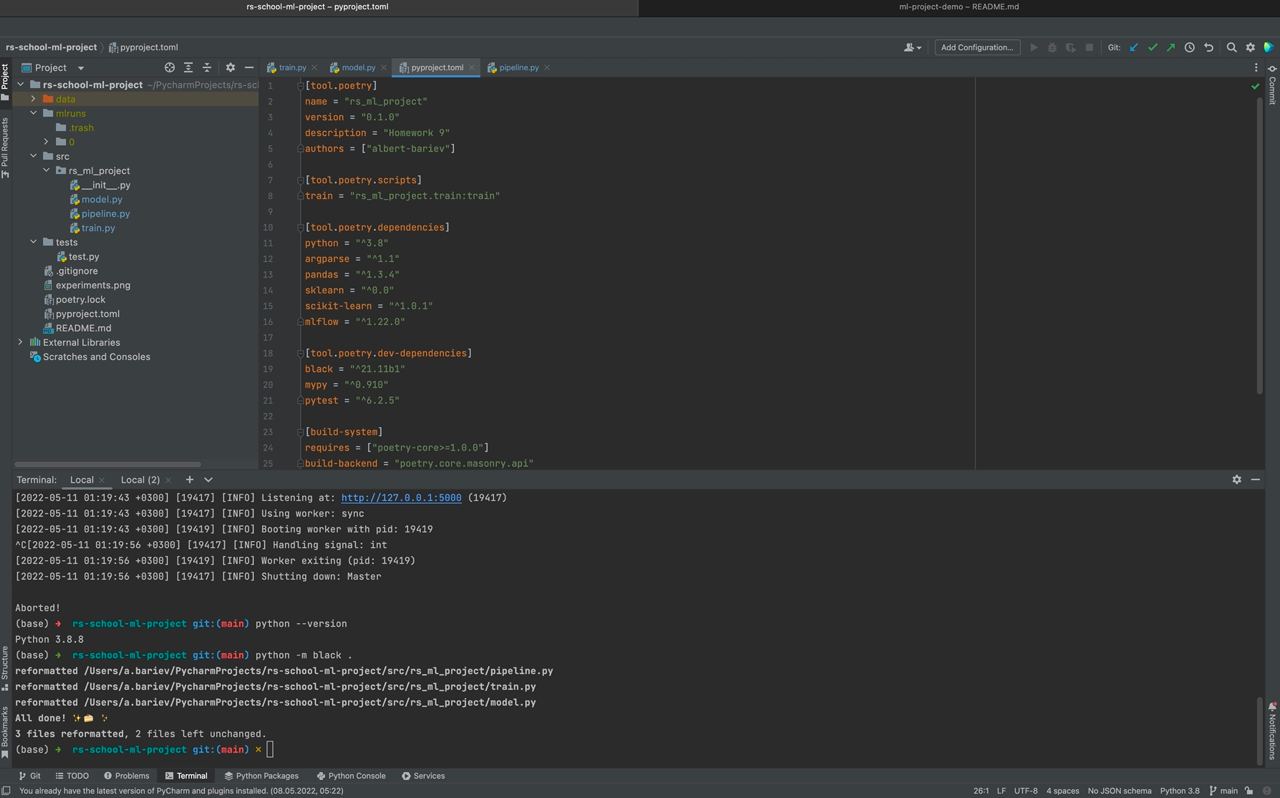 rs-school-ml-project – pyproject.toml
ml-project-demo – README.md
rs-school-ml-project
pyproject.toml
Add Configuration...
Git:
Project
train.py
model.py
pyproject.toml
pipeline.py
Project
Pull Requests
Commit
rs-school-ml-project ~/PycharmProjects/rs-scl
data
mlruns
.trash
0
src
rs_ml_project
__init__.py
model.py
pipeline.py
train.py
tests
test.py
.gitignore
experiments.png
poetry.lock
pyproject.toml
README.md
External Libraries
Scratches and Consoles
1 [tool.poetry]
2 name = "rs_ml_project"
3 version = "0.1.0"
4 description = "Homework 9"
5 authors = ["albert-bariev"]
6
7 [tool.poetry.scripts]
8 train = "rs_ml_project.train:train"
9
10 [tool.poetry.dependencies]
11 python = "^3.8"
12 argparse = "^1.1"
13 pandas = "^1.3.4"
14 sklearn = "^0.0"
15 scikit-learn = "^1.0.1"
16 mlflow = "^1.22.0"
17
18 [tool.poetry.dev-dependencies]
19 black = "^21.11b1"
20 mypy = "^0.910"
21 pytest = "^6.2.5"
22
23 [build-system]
24 requires = ["poetry-core>=1.0.0"]
25 build-backend = "poetry.core.masonry.api"
Terminal: Local Local (2)
[2022-05-11 01:19:43 +0300] [19417] [INFO] Listening at: http://127.0.0.1:5000 (19417)
[2022-05-11 01:19:43 +0300] [19417] [INFO] Using worker: sync
[2022-05-11 01:19:43 +0300] [19419] [INFO] Booting worker with pid: 19419
^C[2022-05-11 01:19:56 +0300] [19417] [INFO] Handling signal: int
[2022-05-11 01:19:56 +0300] [19419] [INFO] Worker exiting (pid: 19419)
[2022-05-11 01:19:56 +0300] [19417] [INFO] Shutting down: Master
Aborted!
(base) ➜ rs-school-ml-project git:(main) python --version
Python 3.8.8
(base) ➜ rs-school-ml-project git:(main) python -m black .
reformatted /Users/a.bariev/PycharmProjects/rs-school-ml-project/src/rs_ml_project/pipeline.py
reformatted /Users/a.bariev/PycharmProjects/rs-school-ml-project/src/rs_ml_project/train.py
reformatted /Users/a.bariev/PycharmProjects/rs-school-ml-project/src/rs_ml_project/model.py
All done! ✨🍰 ✨
3 files reformatted, 2 files left unchanged.
(base) ➜ rs-school-ml-project git:(main) ✗
Structure
Bookmarks
Notifications
Git
TODO
Problems
Terminal
Python Packages
Python Console
Services
You already have the latest version of PyCharm and plugins installed. (08.05.2022, 05:22)
26:1 LF UTF-8 4 spaces No JSON schema Python 3.8 main